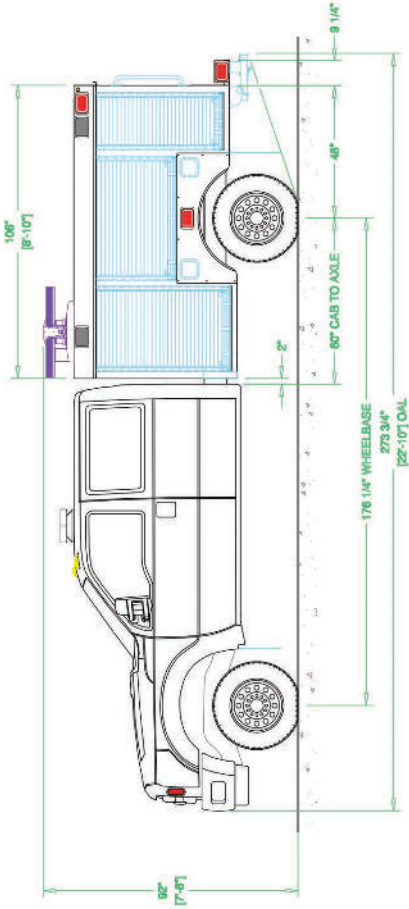 106"
[8'-10"]
92"
[7'-8"]
2"
60" CAB TO AXLE
48"
9 1/4"
176 1/4" WHEELBASE
273 3/4"
[22'-10"] OAL